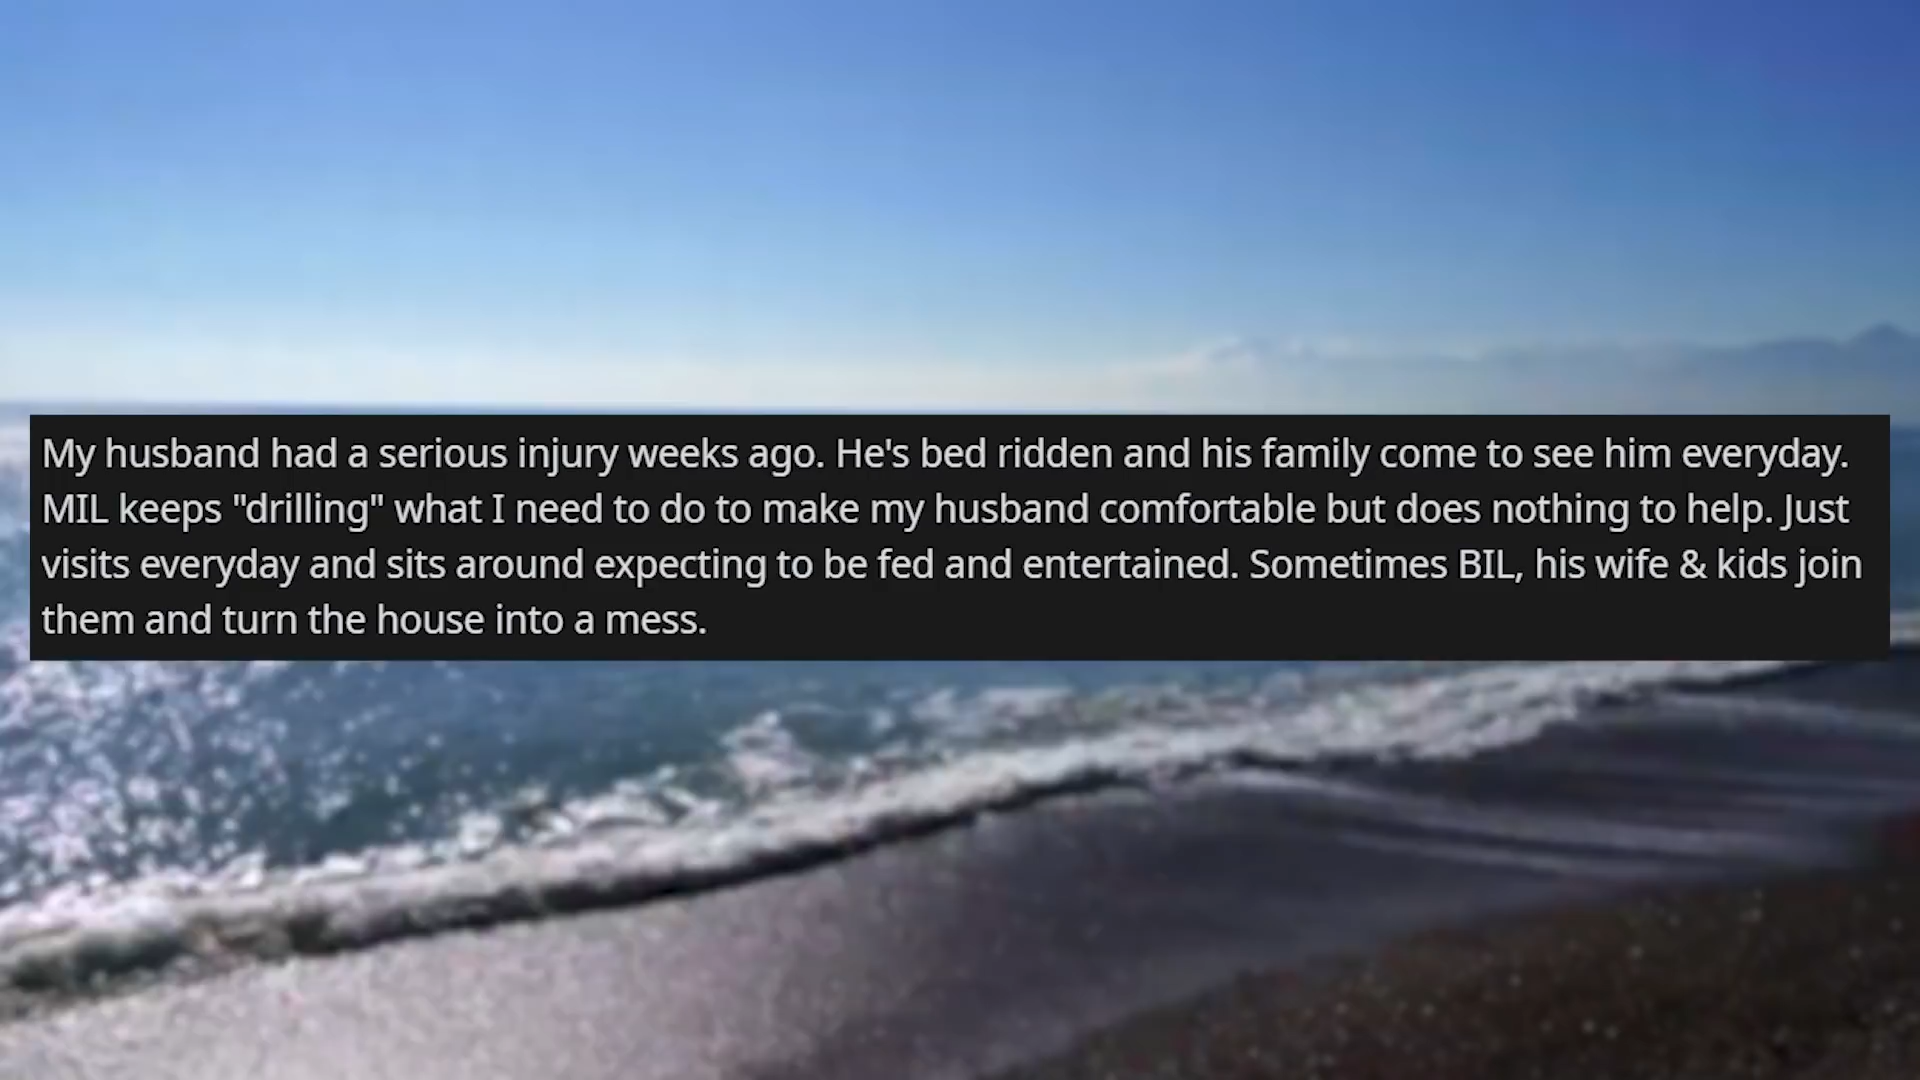 My husband had a serious injury weeks ago. He's bed ridden and his family come to see him everyday.
MIL keeps "drilling" what I need to do to make my husband comfortable but does nothing to help. Just
visits everyday and sits around expecting to be fed and entertained. Sometimes BIL, his wife & kids join
them and turn the house into a mess.